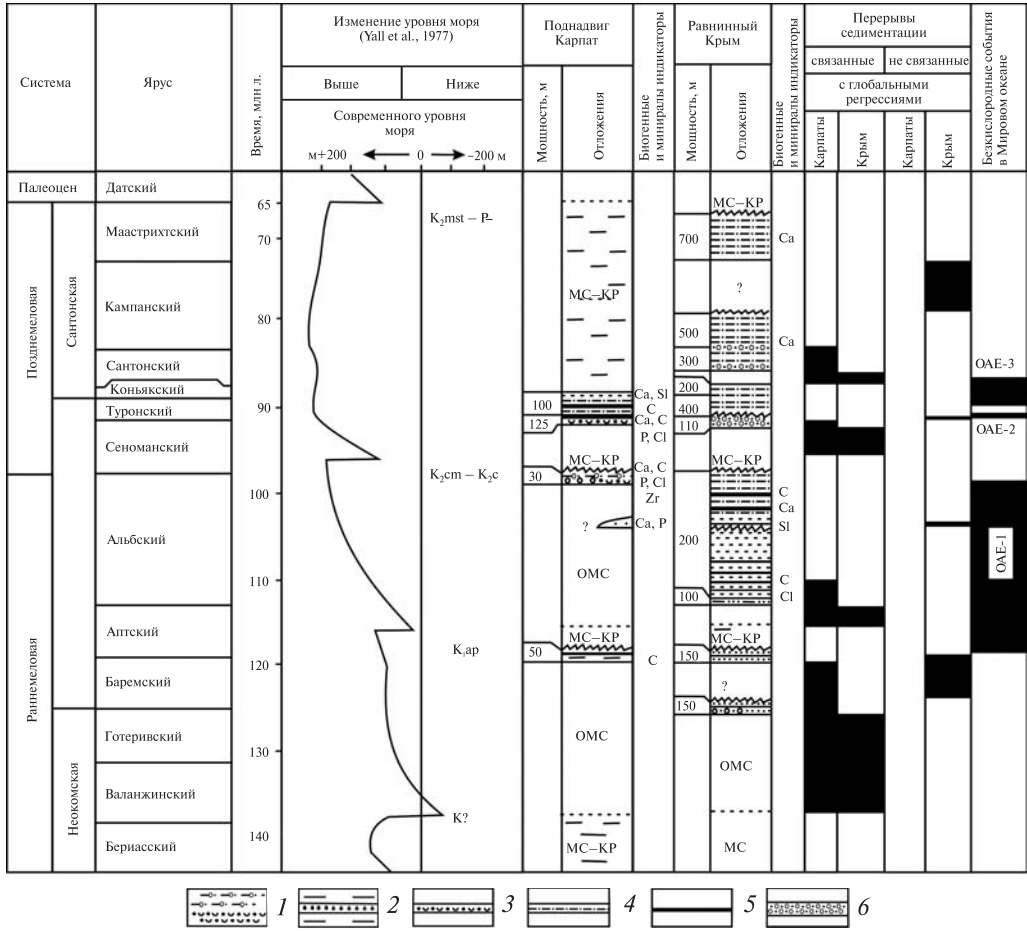 Система
Ярус
Время, млн л.
Изменение уровня моря
(Yall et al., 1977)
Выше
Ниже
Современного уровня
моря
м+200
0
–200 м
Поднадвиг
Карпат
Мощность, м
Отложения
Биогенные
и миниралы индикаторы
Равнинный
Крым
Мощность, м
Отложения
Биогенные
и миниралы индикаторы
Перерывы
седиментации
связанные
не связанные
с глобальными
регрессиями
Карпаты
Крым
Карпаты
Крым
Безкислородные события
в Мировом океане
Палеоцен
Позднемеловая
Раннемеловая
Сантонская
Неокомская
Датский
Маастрихтский
Кампанский
Сантонский
Коньякский
Туронский
Сеноманский
Альбский
Аптский
Баремский
Готеривский
Валанжинский
Бериасский
65
70
80
90
100
110
120
130
140
K₂mst – P–
K₂cm – K₂c
K₁ap
K?
100
125
30
50
MC–KP
MC–KP
?
OMC
MC–KP
OMC
MC–KP
Ca, Sl
C
Ca, C
P, Cl
Ca, C
P, Cl
Zr
Ca, P
C
700
500
300
200
400
110
200
100
150
150
MC–KP
?
MC–KP
MC–KP
?
OMC
MC
Ca
Ca
C
Ca
Sl
C
Cl
OAE-3
OAE-2
OAE-1
1
2
3
4
5
6